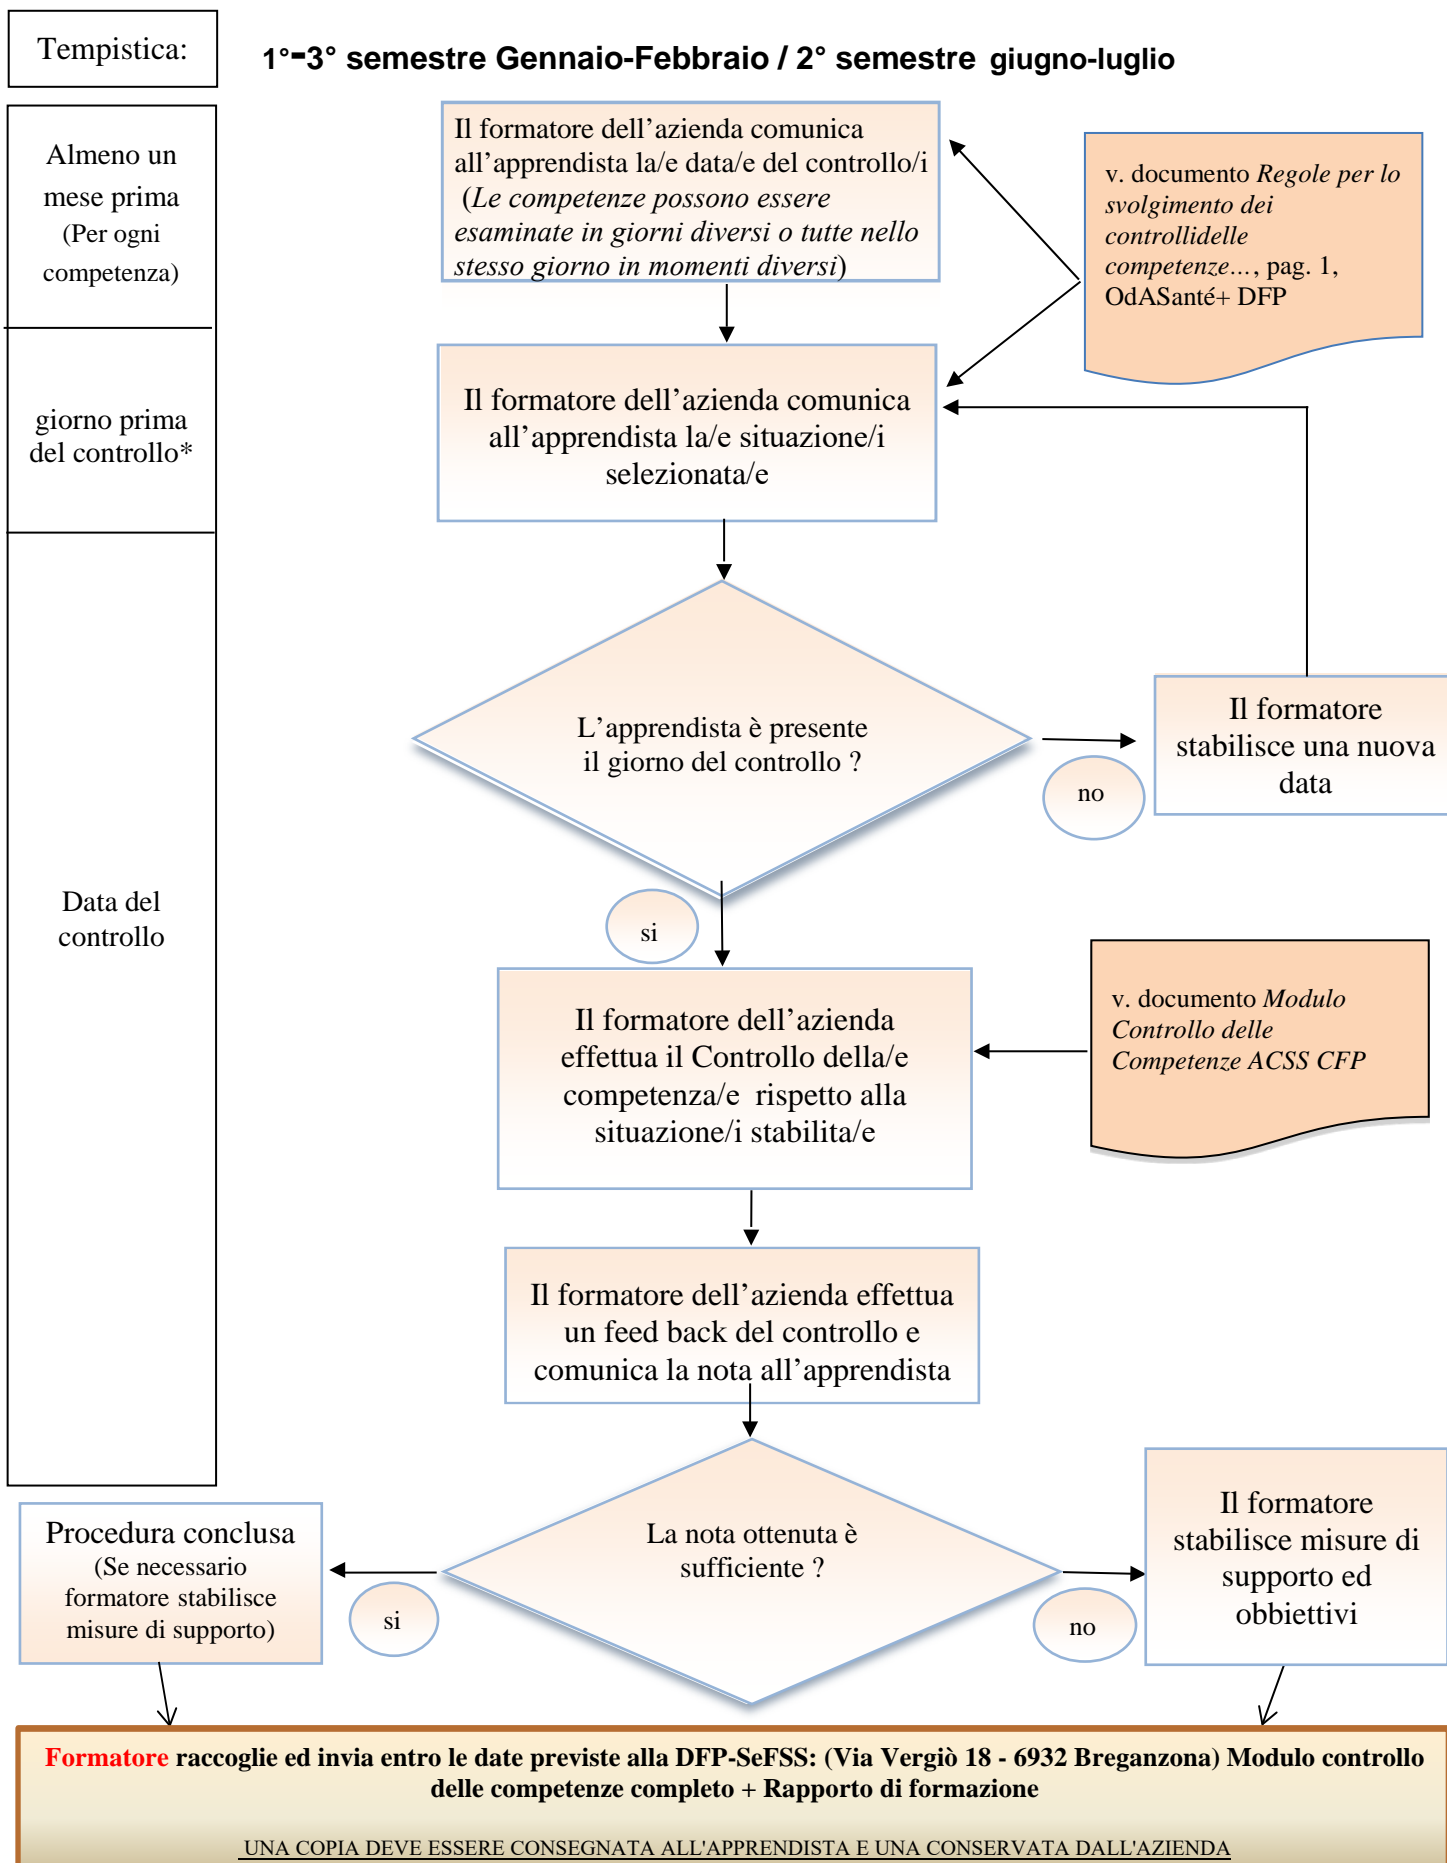 Tempistica:
1°-3° semestre Gennaio-Febbraio / 2° semestre giugno-luglio
Almeno un
mese prima
(Per ogni
competenza)
Il formatore dell’azienda comunica
all’apprendista la/e data/e del controllo/i
(Le competenze possono essere
esaminate in giorni diversi o tutte nello
stesso giorno in momenti diversi)
v. documento Regole per lo
svolgimento dei
controllidelle
competenze..., pag. 1,
OdASanté+ DFP
giorno prima
del controllo*
Il formatore dell’azienda comunica
all’apprendista la/e situazione/i
selezionata/e
Data del
controllo
L’apprendista è presente
il giorno del controllo ?
no
Il formatore
stabilisce una nuova
data
si
Il formatore dell’azienda
effettua il Controllo della/e
competenza/e rispetto alla
situazione/i stabilita/e
v. documento Modulo
Controllo delle
Competenze ACSS CFP
Il formatore dell’azienda effettua
un feed back del controllo e
comunica la nota all’apprendista
La nota ottenuta è
sufficiente ?
si
Procedura conclusa
(Se necessario
formatore stabilisce
misure di supporto)
no
Il formatore
stabilisce misure di
supporto ed
obbiettivi
Formatore raccoglie ed invia entro le date previste alla DFP-SeFSS: (Via Vergiò 18 - 6932 Breganzona) Modulo controllo
delle competenze completo + Rapporto di formazione
UNA COPIA DEVE ESSERE CONSEGNATA ALL'APPRENDISTA E UNA CONSERVATA DALL'AZIENDA